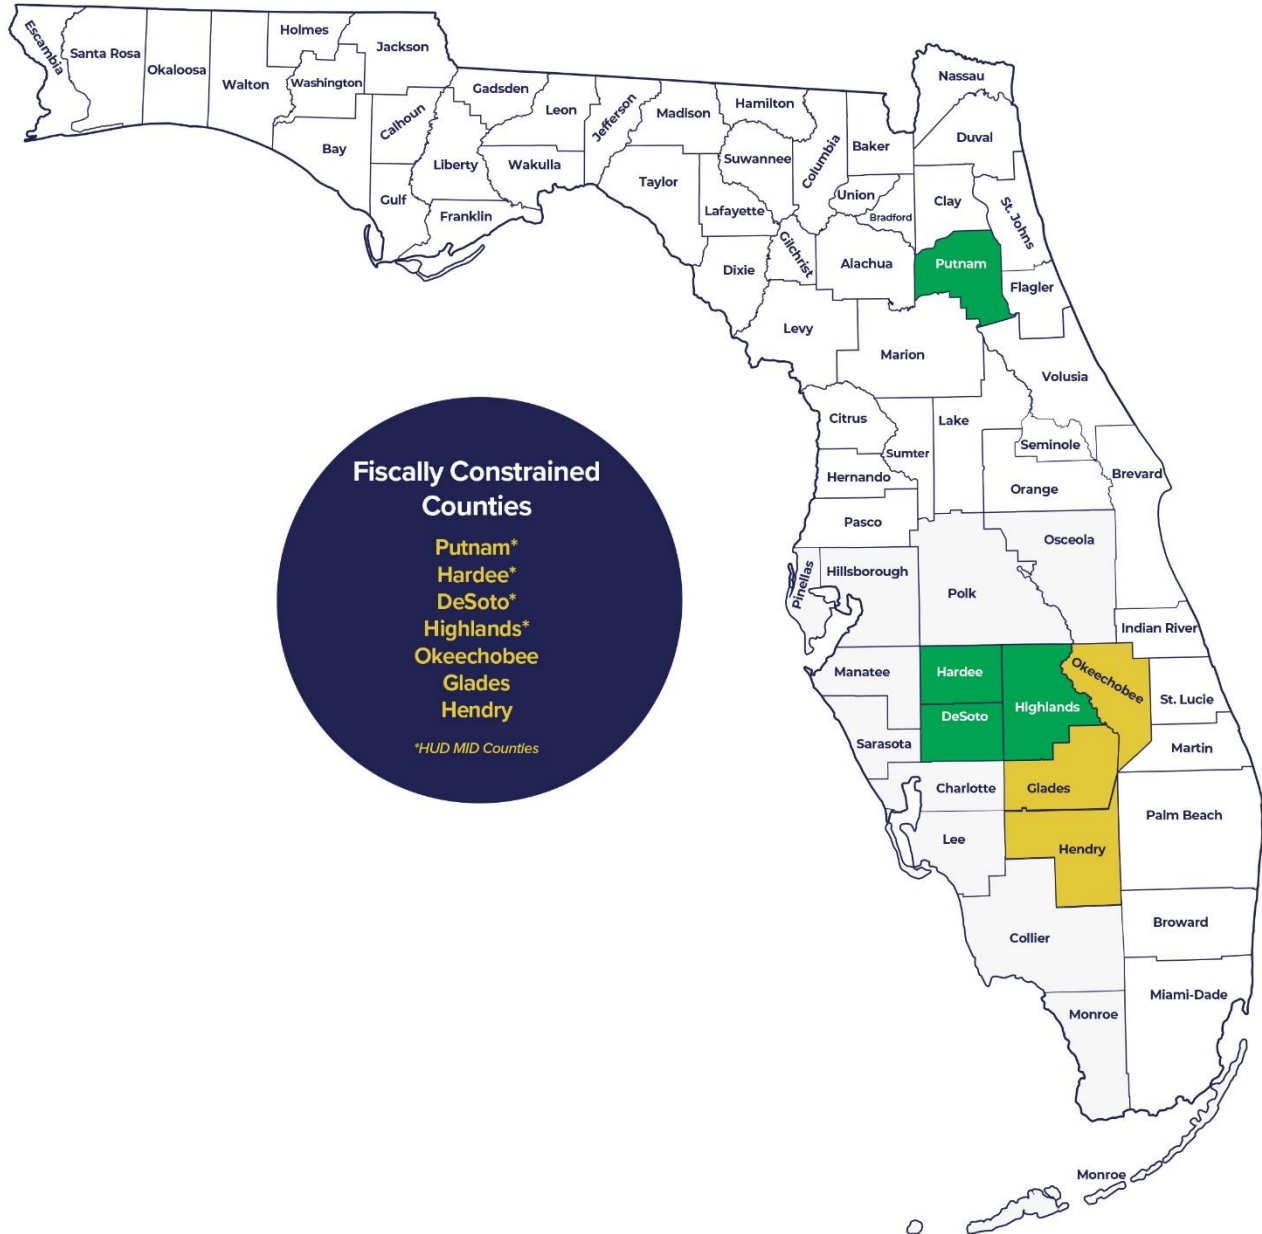 Escambia
Santa Rosa
Okaloosa
Walton
Holmes
Washington
Jackson
Bay
Calhoun
Gulf
Liberty
Gadsden
Franklin
Leon
Wakulla
Jefferson
Madison
Taylor
Hamilton
Suwannee
Lafayette
Dixie
Columbia
Gilchrist
Baker
Union
Bradford
Alachua
Levy
Nassau
Duval
Clay
St. Johns
Putnam
Flagler
Marion
Volusia
Citrus
Sumter
Lake
Seminole
Hernando
Orange
Brevard
Pasco
Osceola
Pinellas
Hillsborough
Polk
Indian River
Manatee
Hardee
Highlands
Okeechobee
St. Lucie
DeSoto
Sarasota
Martin
Charlotte
Glades
Palm Beach
Lee
Hendry
Collier
Broward
Miami-Dade
Monroe
Monroe
Fiscally Constrained
Counties
Putnam*
Hardee*
DeSoto*
Highlands*
Okeechobee
Glades
Hendry
*HUD MID Counties